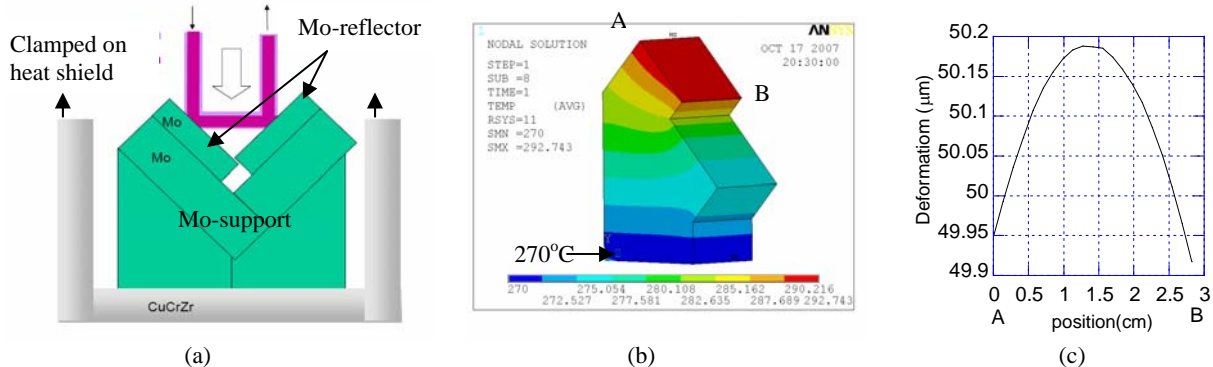 Clamped on
heat shield
Mo-reflector
Mo
Mo
Mo-support
CuCrZr
(a)
1
NODAL SOLUTION
STEP=1
SUB =8
TIME=1
TEMP (AVG)
RSYS=11
SMN =270
SMX =292.743
ANSYS
OCT 17 2007
20:30:00
A
B
MX
Y
270°C
270 275.054 280.108 285.162 290.216
272.527 277.581 282.635 287.689 292.743
(b)
Deformatiom (μm)
50.2
50.15
50.1
50.05
50
49.95
49.9
0 0.5 1 1.5 2 2.5 3
A B
position(cm)
(c)